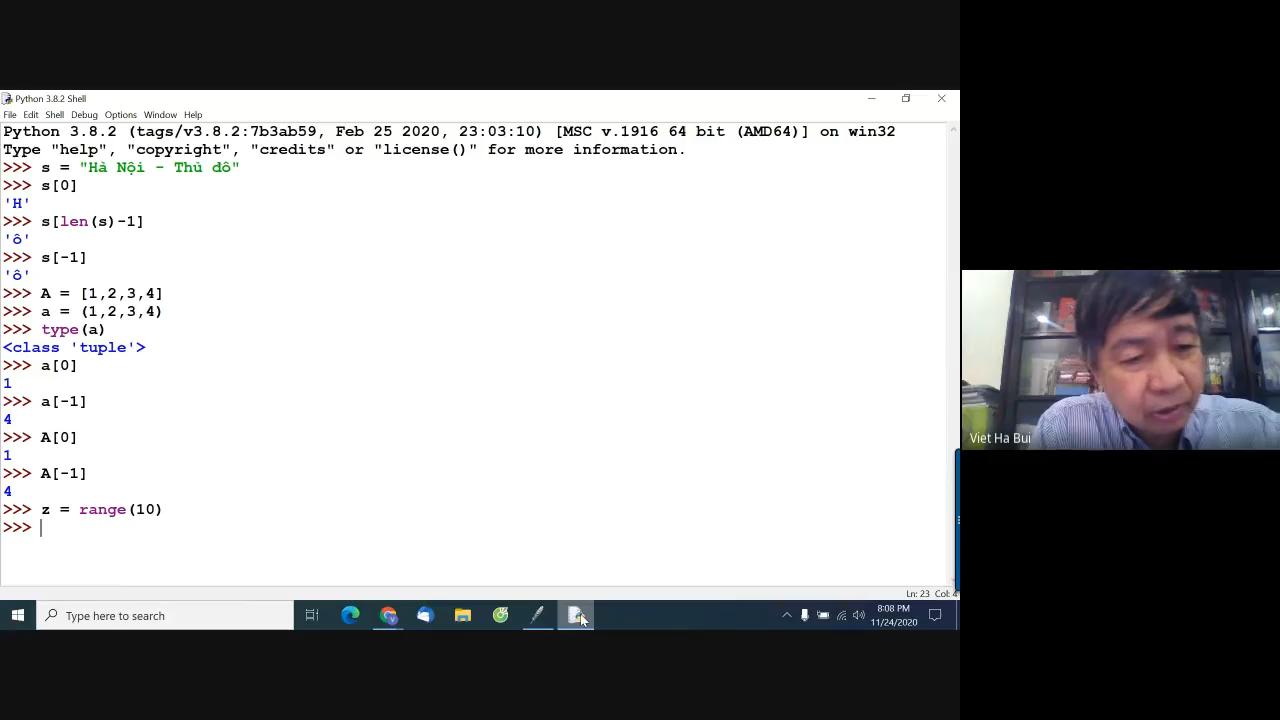 Python 3.8.2 Shell
File Edit Shell Debug Options Window Help
Python 3.8.2 (tags/v3.8.2:7b3ab59, Feb 25 2020, 23:03:10) [MSC v.1916 64 bit (AMD64)] on win32
Type "help", "copyright", "credits" or "license()" for more information.
>>> s = "Hà Nội - Thủ đô"
>>> s[0]
'H'
>>> s[len(s)-1]
'ô'
>>> s[-1]
'ô'
>>> A = [1,2,3,4]
>>> a = (1,2,3,4)
>>> type(a)
<class 'tuple'>
>>> a[0]
1
>>> a[-1]
4
>>> A[0]
1
>>> A[-1]
4
>>> z = range(10)
>>>
Ln: 23 Col: 4
Type here to search
8:08 PM
11/24/2020
Viet Ha Bui